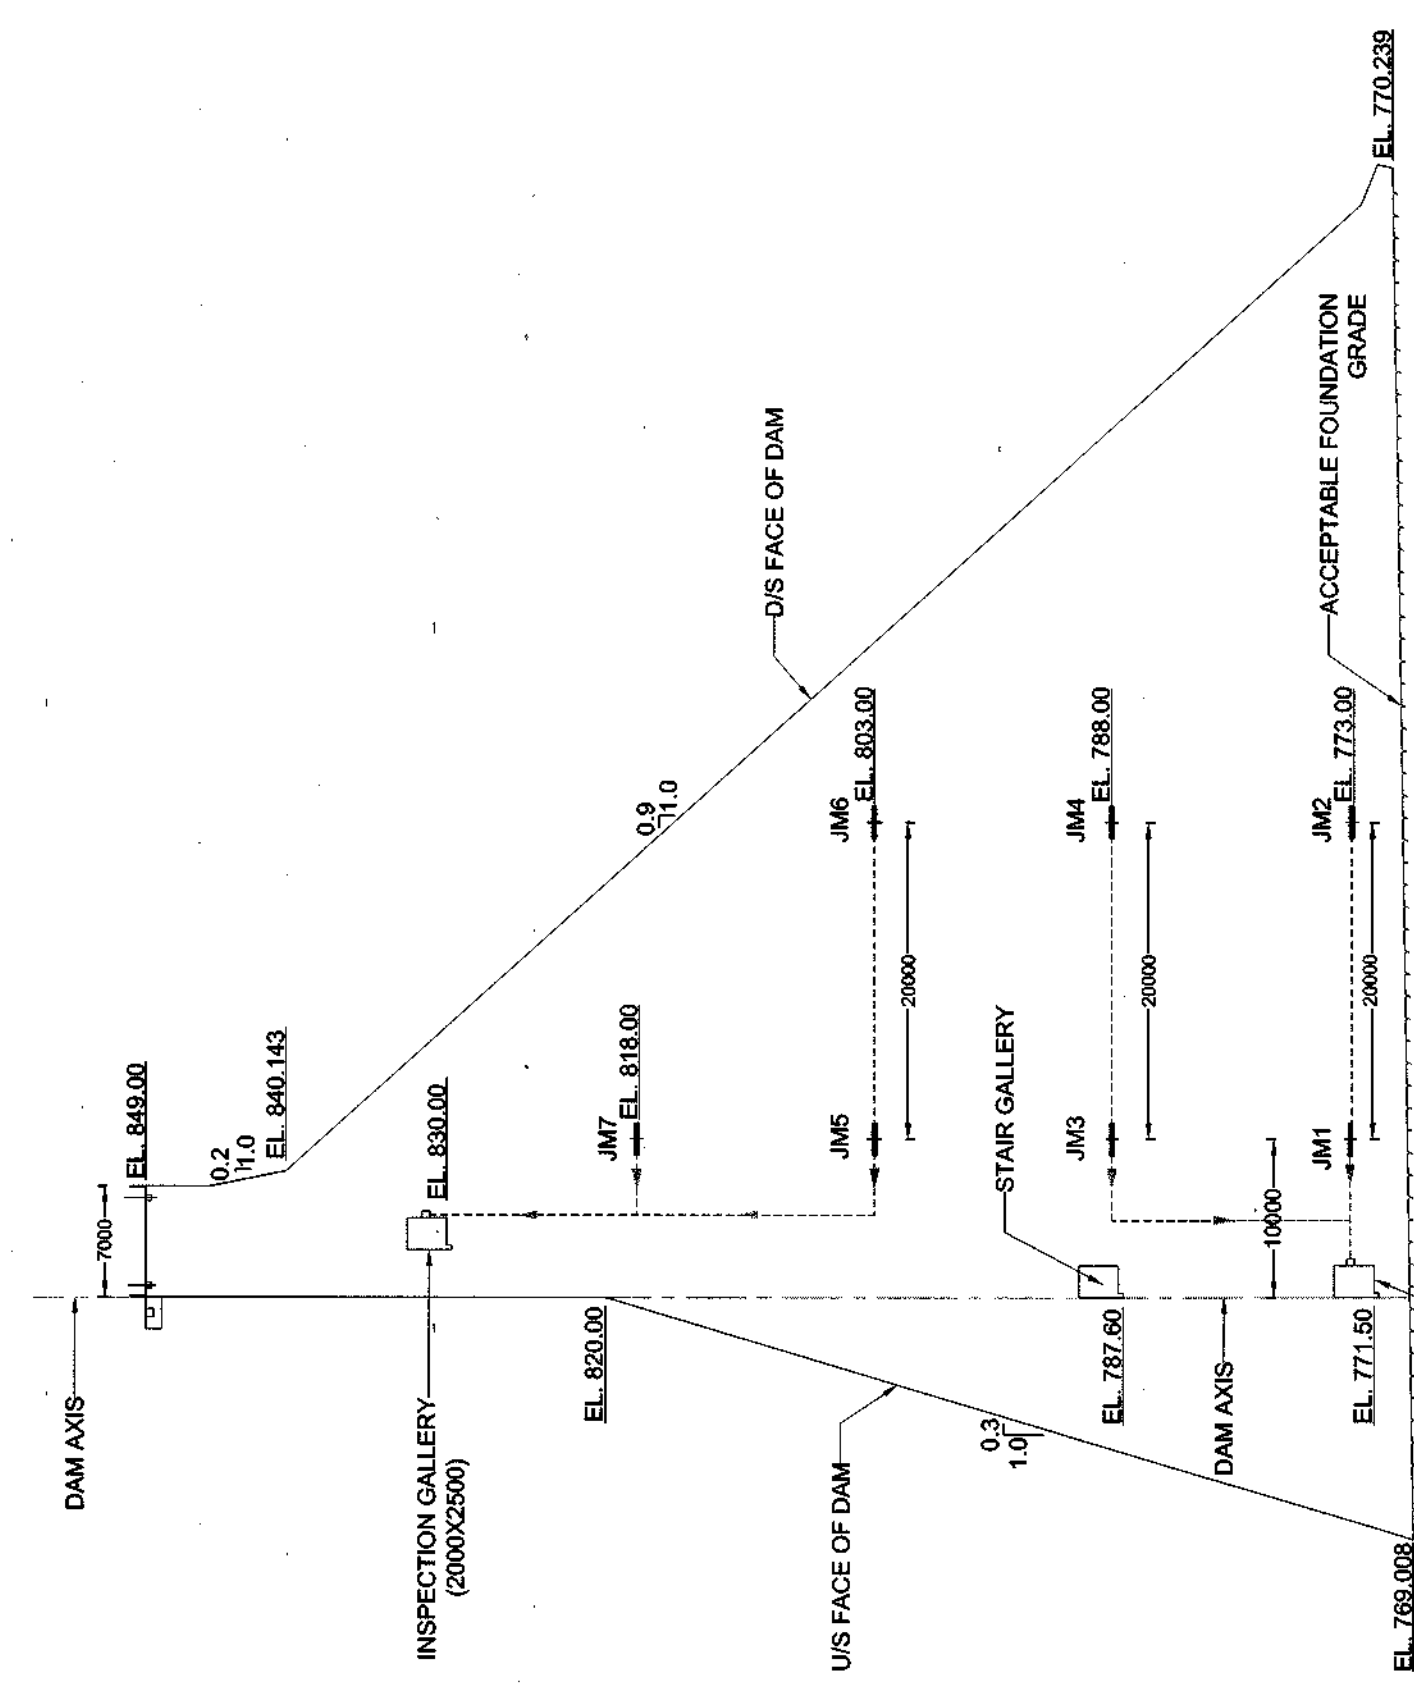 DAM AXIS
7000
EL. 849.00
0.2
1.0
EL. 840.143
INSPECTION GALLERY
(2000X2500)
EL. 830.00
EL. 820.00
JM7
EL. 818.00
0.9
1.0
D/S FACE OF DAM
U/S FACE OF DAM
JM5
20000
JM6
EL. 803.00
0.3
1.0
STAIR GALLERY
EL. 787.60
JM3
20000
JM4
EL. 788.00
DAM AXIS
10000
EL. 771.50
JM1
20000
JM2
EL. 773.00
ACCEPTABLE FOUNDATION
GRADE
EL. 770.239
EL. 769.008